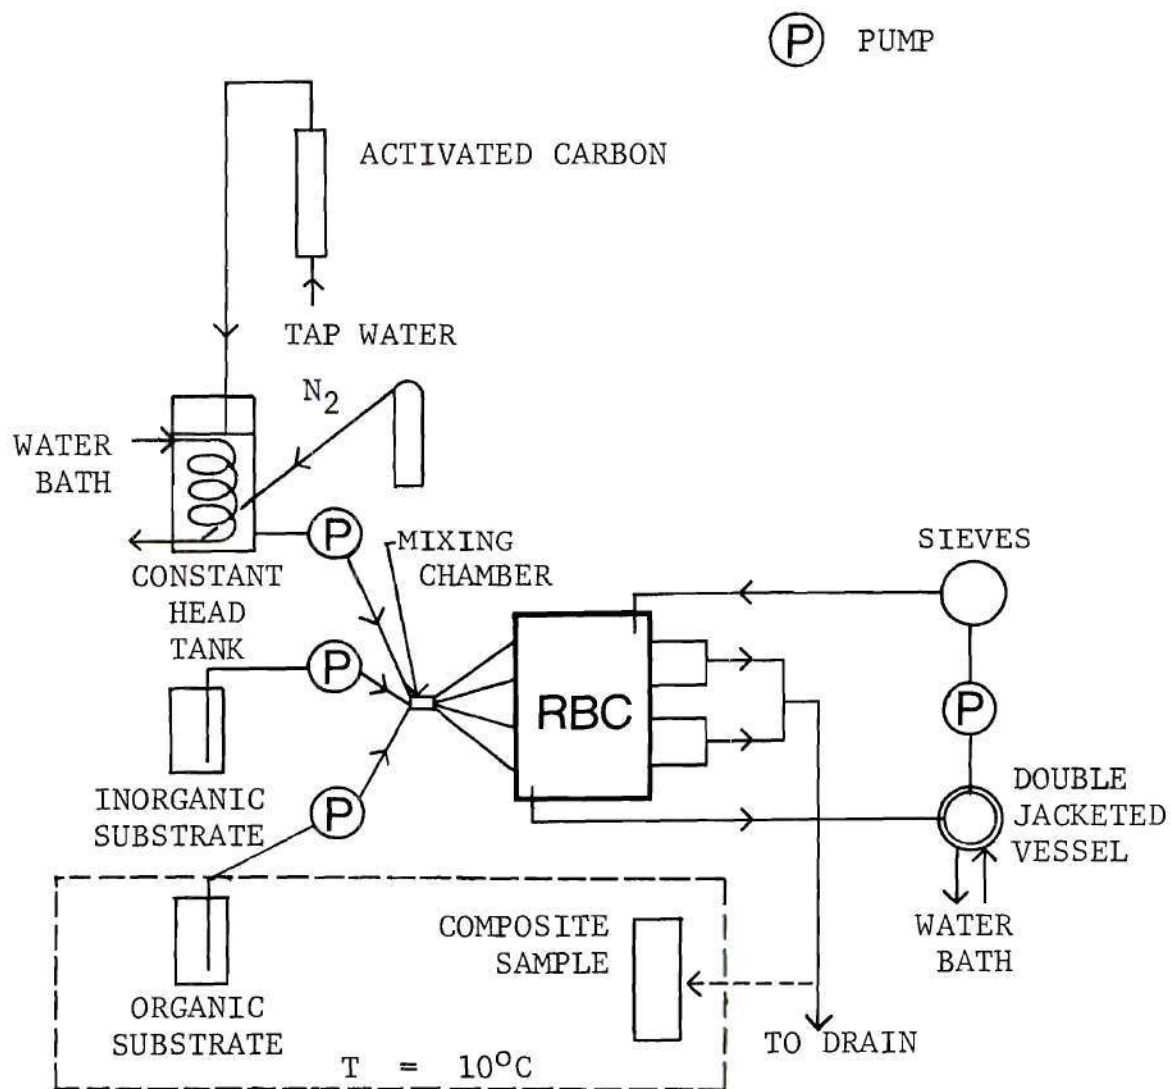 P PUMP
ACTIVATED CARBON
TAP WATER
N2
WATER
BATH
P
MIXING
CHAMBER
SIEVES
CONSTANT
HEAD
TANK
P
RBC
P
INORGANIC
SUBSTRATE
P
DOUBLE
JACKETED
VESSEL
COMPOSITE
SAMPLE
WATER
BATH
ORGANIC
SUBSTRATE
TO DRAIN
T = 10°C